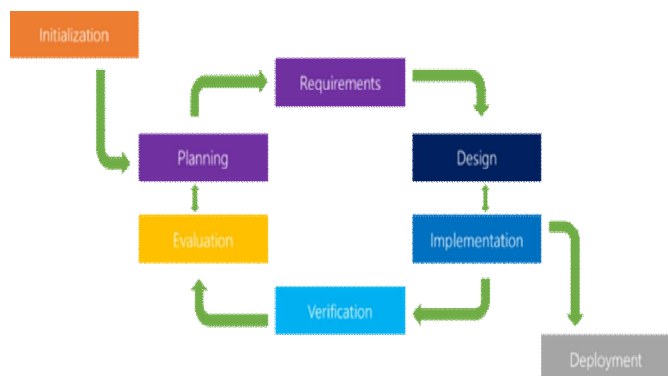 Initialization
Requirements
Planning
Design
Evaluation
Implementation
Verification
Deployment